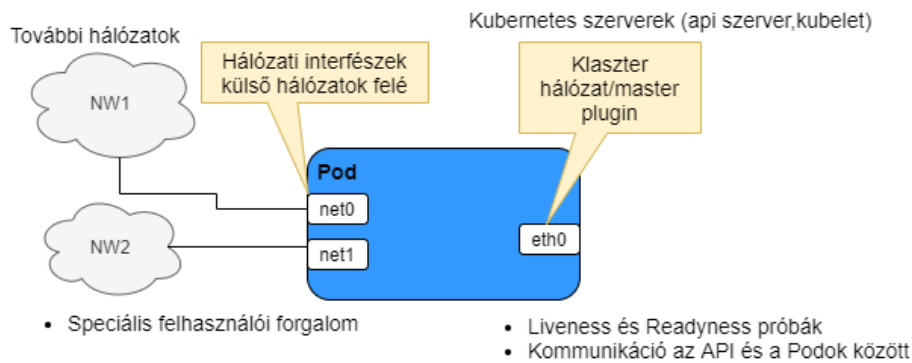 További hálózatok
Kubernetes szerverek (api szerver,kubelet)
Hálózati interfészek
külső hálózatok felé
Klaszter
hálózat/master
plugin
NW1
Pod
net0
NW2
net1
eth0
• Speciális felhasználói forgalom
• Liveness és Readyness próbák
• Kommunikáció az API és a Podok között